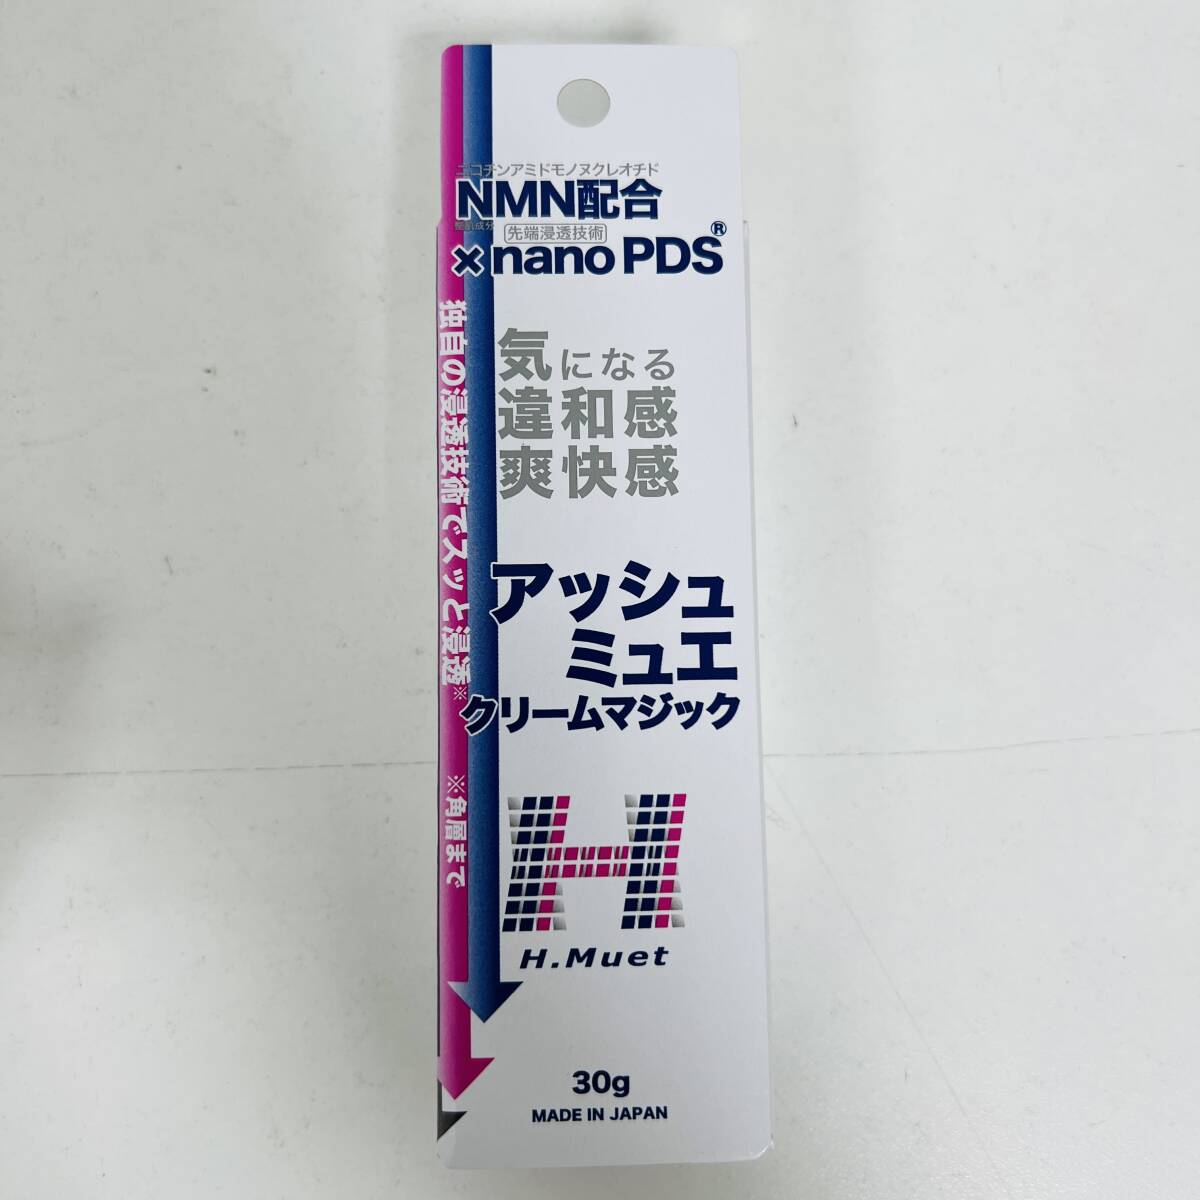 ニコチンアミドモノヌクレオチド
NMN配合
整肌成分
先端浸透技術
×nano PDS®
気になる
違和感
爽快感
独自の浸透技術でスッと浸透※
※角層まで
アッシュ
ミュエ
クリームマジック
H
H.Muet
30g
MADE IN JAPAN